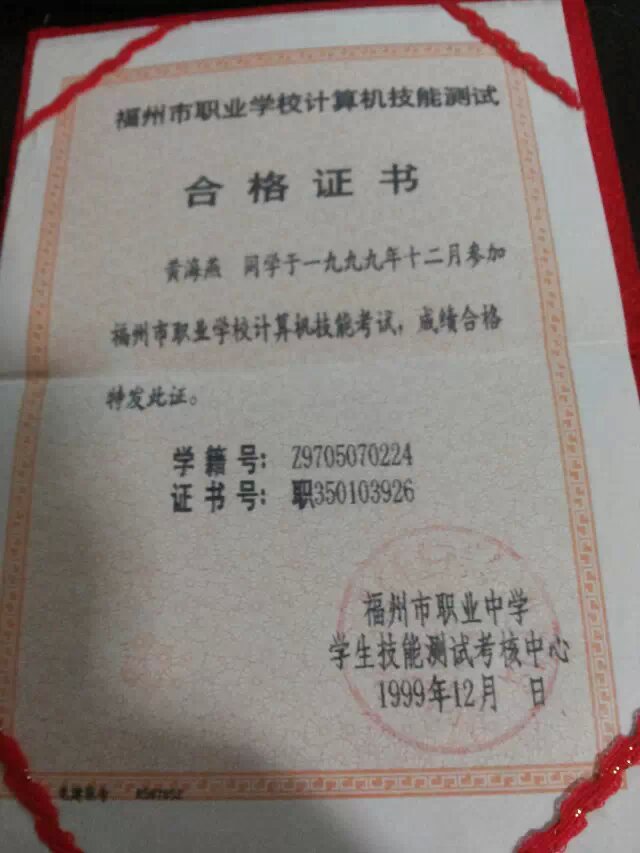 福州市职业学校计算机技能测试
合格证书
黄海燕 同学于一九九九年十二月参加
福州市职业学校计算机技能考试，成绩合格
特发此证。
学籍号：Z9705070224
证书号：职350103926
福州市职业中学
学生技能测试考核中心
1999年12月 日